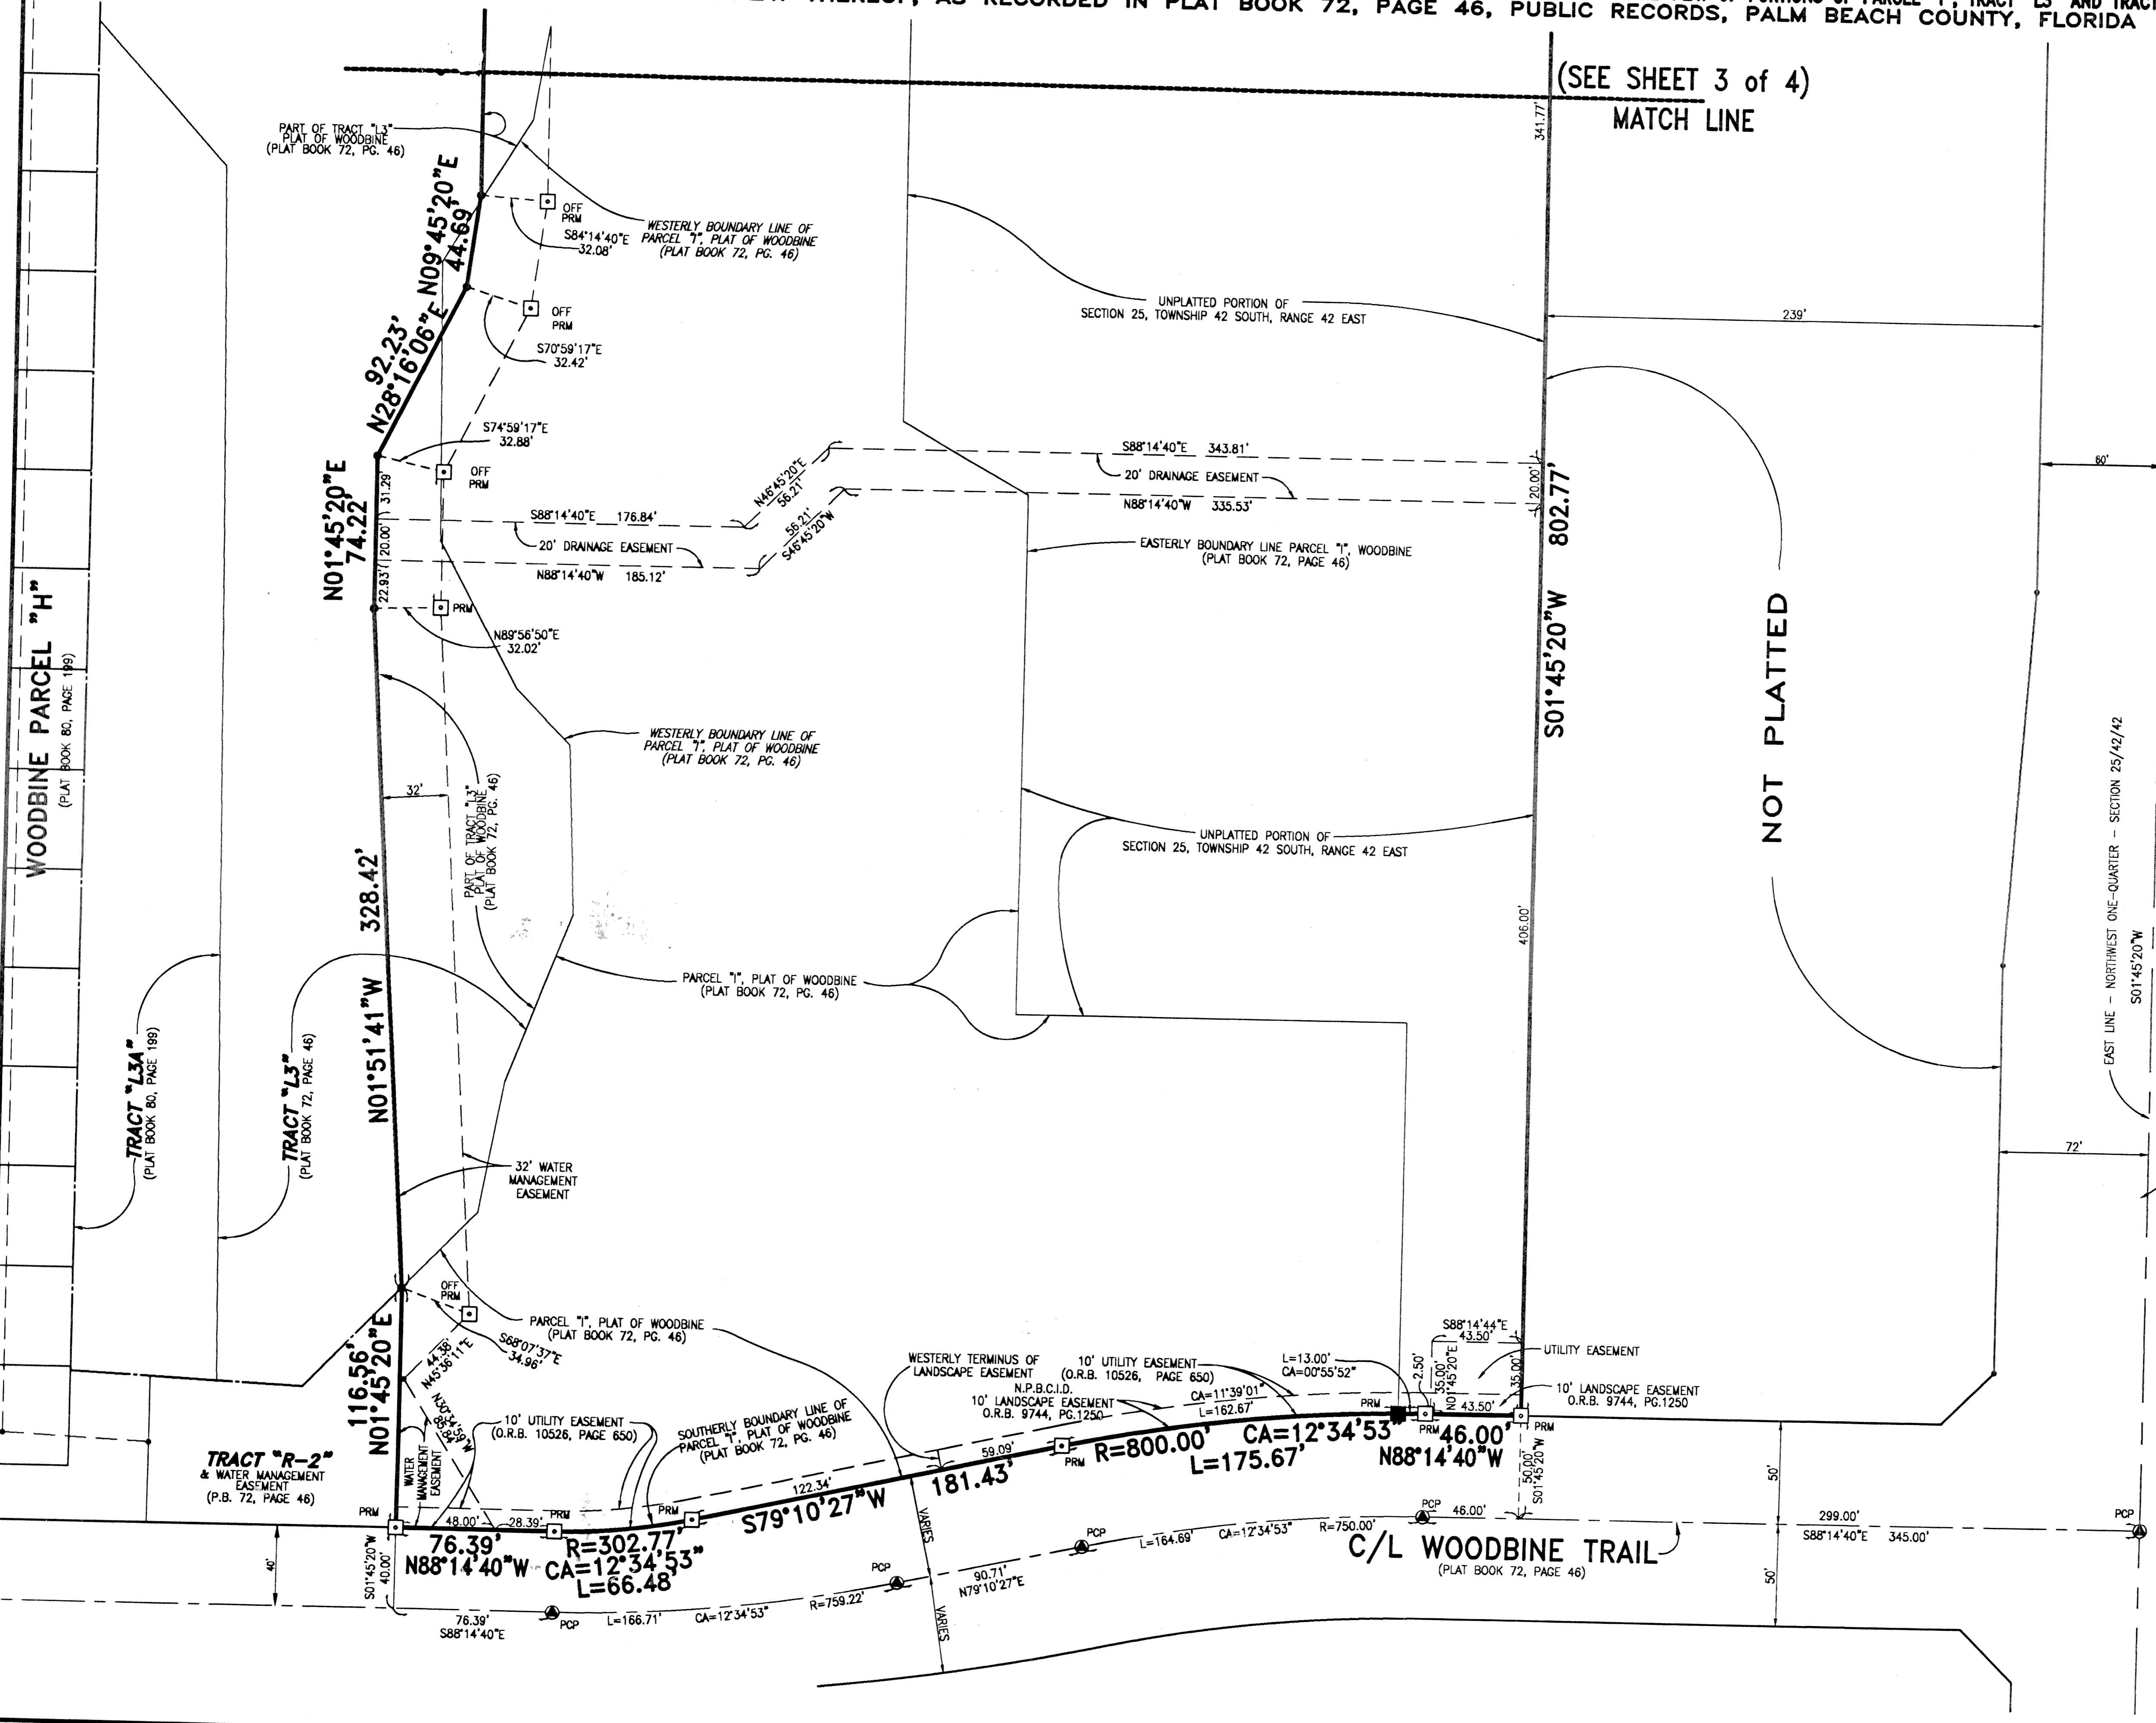 THEREOF, AS RECORDED IN PLAT BOOK 72, PAGE 46, PUBLIC RECORDS, PALM BEACH COUNTY, FLORIDA
(SEE SHEET 3 of 4)
MATCH LINE
341.77'
PART OF TRACT "L3"
PLAT OF WOODBINE
(PLAT BOOK 72, PG. 46)
N09°45'20"E
44.69'
OFF
PRM
S84°14'40"E
32.08'
WESTERLY BOUNDARY LINE OF
PARCEL "I", PLAT OF WOODBINE
(PLAT BOOK 72, PG. 46)
92.23'
N28°16'06"E
OFF
PRM
S70°59'17"E
32.42'
UNPLATTED PORTION OF
SECTION 25, TOWNSHIP 42 SOUTH, RANGE 42 EAST
239'
S74°59'17"E
32.88'
OFF
PRM
N01°45'20"E
74.22'
31.29'
20.00'
22.93'
S88°14'40"E 176.84'
20' DRAINAGE EASEMENT
N88°14'40"W 185.12'
N46°45'20"E
56.21'
56.21'
S46°45'20"W
S88°14'40"E 343.81'
20' DRAINAGE EASEMENT
N88°14'40"W 335.53'
20.00'
60'
S01°45'20"W 802.77'
EASTERLY BOUNDARY LINE PARCEL "I", WOODBINE
(PLAT BOOK 72, PAGE 46)
PRM
N89°56'50"E
32.02'
WOODBINE PARCEL "H"
(PLAT BOOK 80, PAGE 199)
NOT PLATTED
WESTERLY BOUNDARY LINE OF
PARCEL "I", PLAT OF WOODBINE
(PLAT BOOK 72, PG. 46)
32'
PART OF TRACT "L3"
PLAT OF WOODBINE
(PLAT BOOK 72, PG. 46)
UNPLATTED PORTION OF
SECTION 25, TOWNSHIP 42 SOUTH, RANGE 42 EAST
EAST LINE - NORTHWEST ONE-QUARTER - SECTION 25/42/42
S01°45'20"W
N01°51'41"W 328.42'
406.00'
PARCEL "I", PLAT OF WOODBINE
(PLAT BOOK 72, PG. 46)
TRACT "L3A"
(PLAT BOOK 80, PAGE 199)
TRACT "L3"
(PLAT BOOK 72, PAGE 46)
32' WATER
MANAGEMENT
EASEMENT
72'
OFF
PRM
S68°07'37"E
34.96'
44.38'
N45°36'11"E
PARCEL "I", PLAT OF WOODBINE
(PLAT BOOK 72, PG. 46)
116.56'
N01°45'20"E
N30°34'59"W
85.84'
WATER
MANAGEMENT
EASEMENT
10' UTILITY EASEMENT
(O.R.B. 10526, PAGE 650)
SOUTHERLY BOUNDARY LINE OF
PARCEL "I", PLAT OF WOODBINE
(PLAT BOOK 72, PG. 46)
WESTERLY TERMINUS OF
LANDSCAPE EASEMENT
10' UTILITY EASEMENT
(O.R.B. 10526, PAGE 650)
N.P.B.C.I.D.
10' LANDSCAPE EASEMENT
O.R.B. 9744, PG.1250
CA=11°39'01"
L=162.67'
L=13.00'
CA=00°55'52"
S88°14'44"E
43.50'
2.50'
35.00'
N01°45'20"E
35.00'
43.50'
UTILITY EASEMENT
10' LANDSCAPE EASEMENT
O.R.B. 9744, PG.1250
PRM
PRM
PRM
TRACT "R-2"
& WATER MANAGEMENT
EASEMENT
(P.B. 72, PAGE 46)
PRM
48.00'
28.39'
PRM
PRM
122.34'
59.09'
PRM
R=800.00'
CA=12°34'53"
L=175.67'
46.00'
N88°14'40"W
50.00'
S01°45'20"W
76.39'
N88°14'40"W
R=302.77'
CA=12°34'53"
L=66.48'
S79°10'27"W
181.43'
VARIES
VARIES
40'
S01°45'20"W
40.00'
76.39'
S88°14'40"E
PCP
L=166.71'
CA=12°34'53"
R=759.22'
PCP
90.71'
N79°10'27"E
PCP
L=164.69'
CA=12°34'53"
R=750.00'
PCP
46.00'
C/L WOODBINE TRAIL
(PLAT BOOK 72, PAGE 46)
50'
50'
299.00'
S88°14'40"E 345.00'
PCP